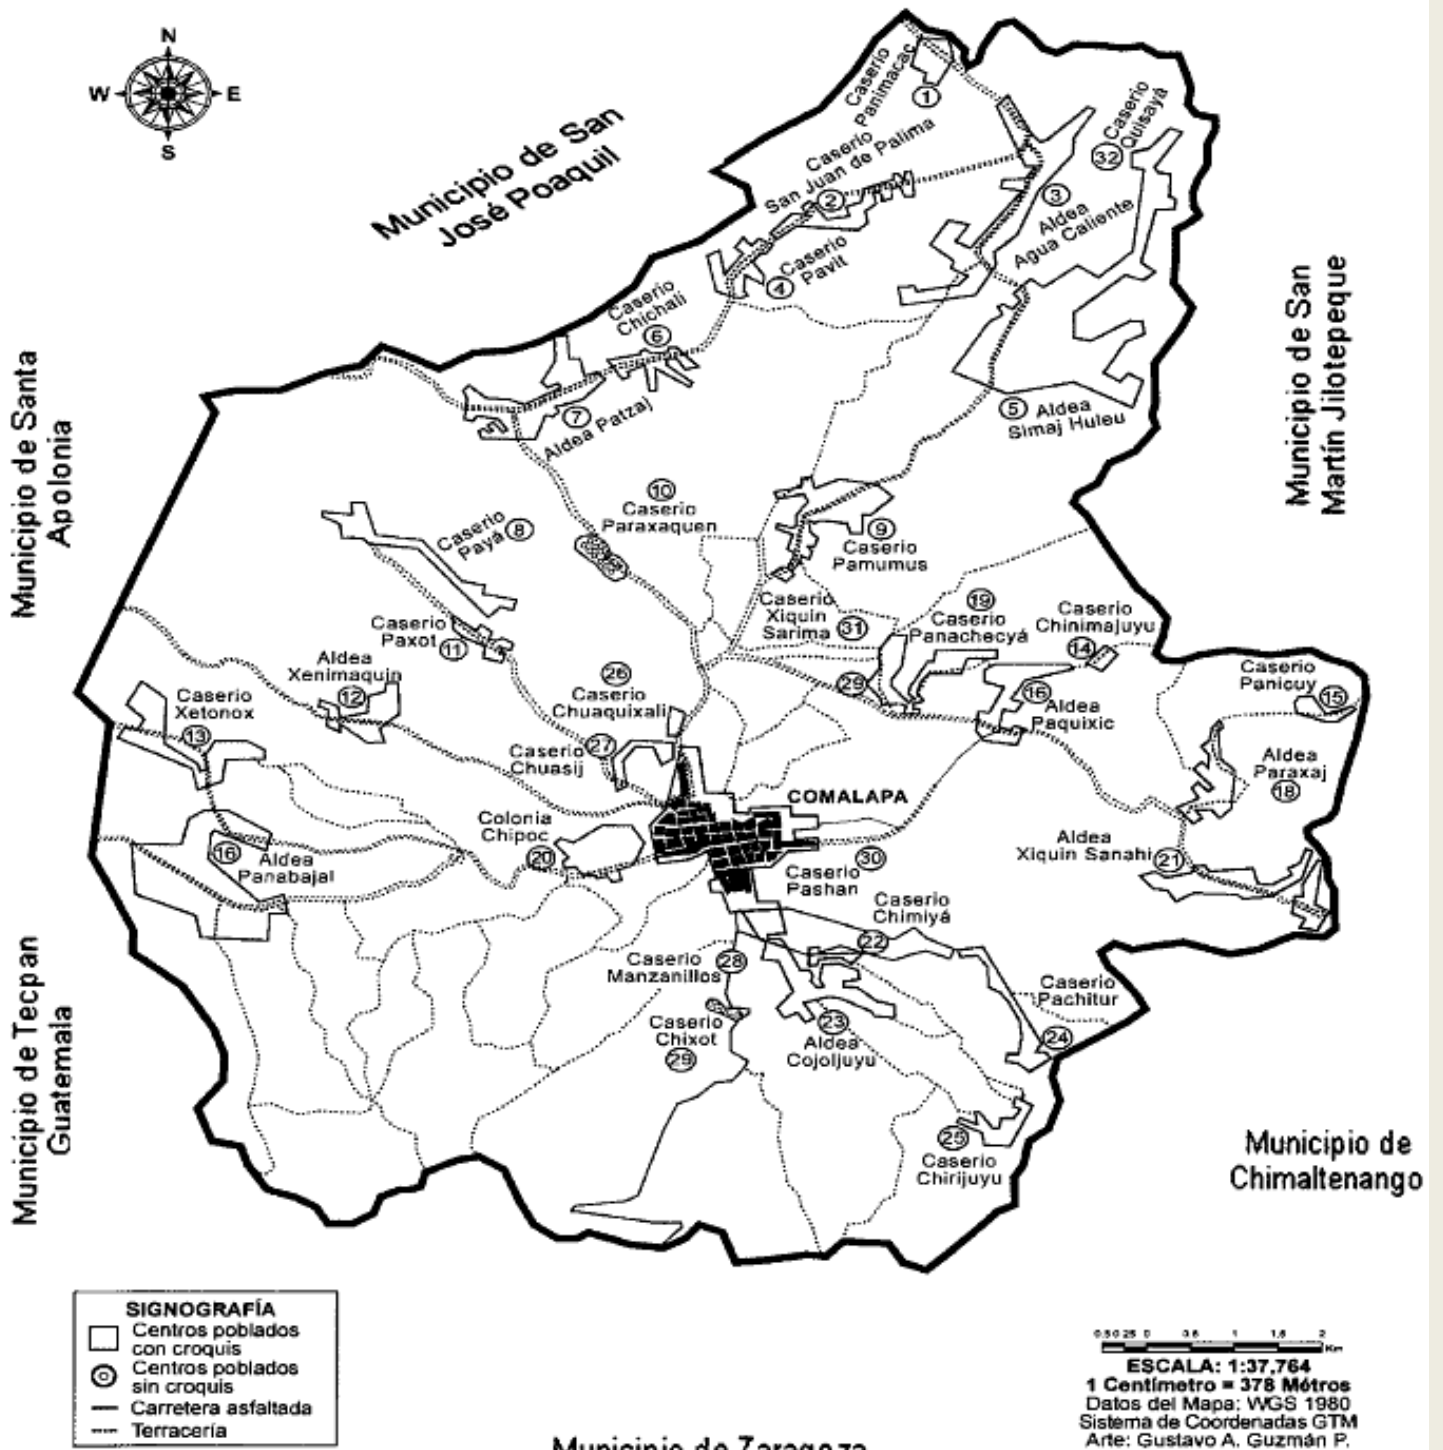 N
W E
S
Municipio de San
José Poaquil
Caserio
Panimacac
1
Caserio
Quisayá
32
Caserio
San Juan de Palima
2
3
Aldea
Agua Caliente
Caserio
Pavit
4
Caserio
Chichali
6
Municipio de San
Martín Jilotepeque
Municipio de Santa
Apolonia
7
Aldea Patzaj
5 Aldea
Simaj Huleu
10
Caserio
Paraxaquen
Caserio
Payá 8
9
Caserio
Pamumus
Caserio
Xiquin
Sarima 31
19
Caserio
Panachecyá
Caserio
Chinimajuyu
14
Caserio
Paxot
11
Aldea
Xenimaquin
12
Caserio
Xetonox
13
26
Caserio
Chuaquixali
29
16
Aldea
Paquixic
Caserio
Panicuy
15
27
Caserio
Chuasij
Aldea
Paraxaj
18
COMALAPA
Colonia
Chipoc
20
16
Aldea
Panabajal
30
Caserio
Pashan
Aldea
Xiquin Sanahi 21
Caserio
Chimiyá
22
Caserio
Manzanillos
28
Caserio
Pachitur
24
Caserio
Chixot
29
23
Aldea
Cojoljuyu
Municipio de Tecpan
Guatemala
25
Caserio
Chirijuyu
Municipio de
Chimaltenango
SIGNOGRAFÍA
Centros poblados
con croquis
Centros poblados
sin croquis
Carretera asfaltada
Terracería
Km
ESCALA: 1:37,764
1 Centímetro = 378 Métros
Datos del Mapa: WGS 1980
Sistema de Coordenadas GTM
Arte: Gustavo A. Guzmán P.
Municipio de Zaragoza